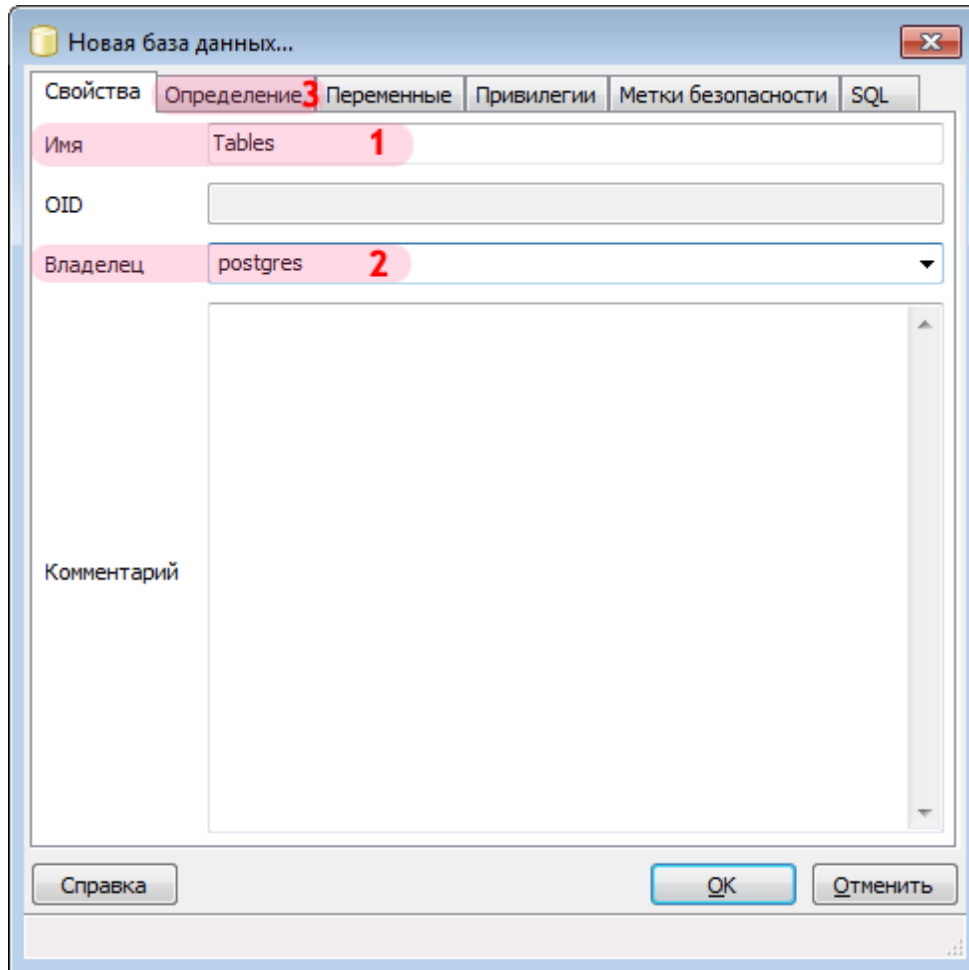 Новая база данных...
Свойства Определение 3 Переменные Привилегии Метки безопасности SQL
Имя Tables 1
OID
Владелец postgres 2
Комментарий
Справка OK Отменить